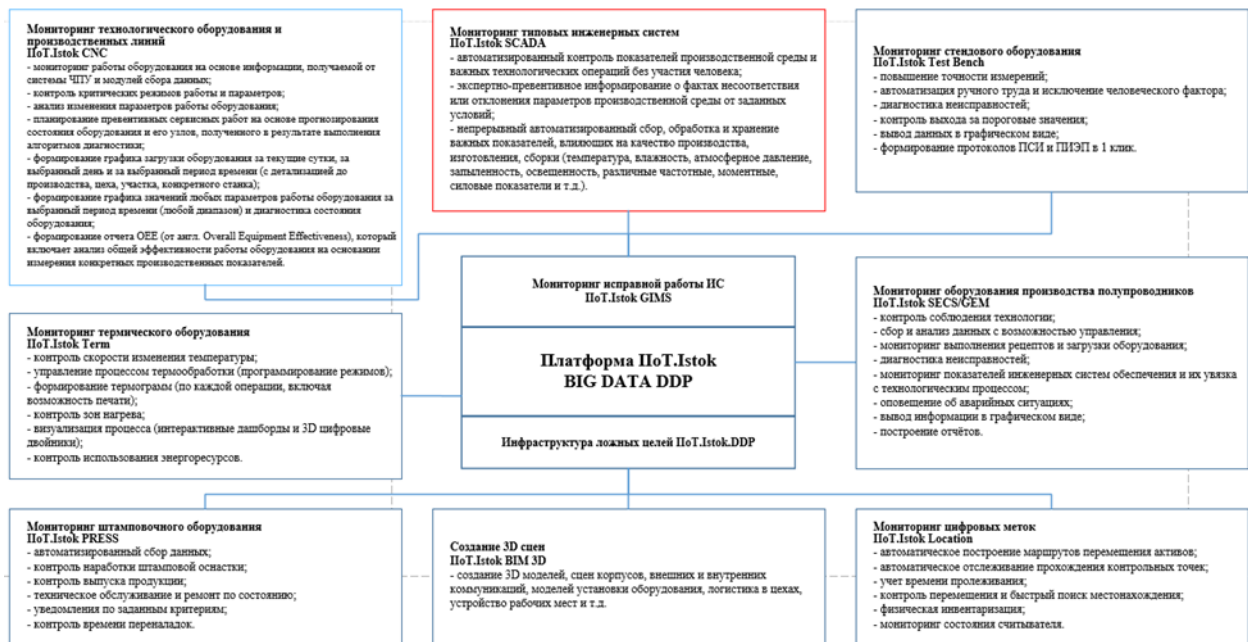 Мониторинг технологического оборудования и
производственных линий
IIoT.Istok CNC
- мониторинг работы оборудования на основе информации, получаемой от
системы ЧПУ и модулей сбора данных;
- контроль критических режимов работы и параметров;
- анализ изменения параметров работы оборудования;
- планирование превентивных сервисных работ на основе прогнозирования
состояния оборудования и его узлов, полученного в результате выполнения
алгоритмов диагностики;
- формирование графика загрузки оборудования за текущие сутки, за
выбранный день и за выбранный период времени (с детализацией до
производства, цеха, участка, конкретного станка);
- формирование графика значений любых параметров работы оборудования за
выбранный период времени (любой диапазон) и диагностика состояния
оборудования;
- формирование отчета OEE (от англ. Overall Equipment Effectiveness), который
включает анализ общей эффективности работы оборудования на основании
измерения конкретных производственных показателей.
Мониторинг типовых инженерных систем
IIoT.Istok SCADA
- автоматизированный контроль показателей производственной среды и
важных технологических операций без участия человека;
- экспертно-превентивное информирование о фактах несоответствия
или отклонения параметров производственной среды от заданных
условий;
- непрерывный автоматизированный сбор, обработка и хранение
важных показателей, влияющих на качество производства,
изготовления, сборки (температура, влажность, атмосферное давление,
запыленность, освещенность, различные частотные, моментные,
силовые показатели и т.д.).
Мониторинг стендового оборудования
IIoT.Istok Test Bench
- повышение точности измерений;
- автоматизация ручного труда и исключение человеческого фактора;
- диагностика неисправностей;
- контроль выхода за пороговые значения;
- вывод данных в графическом виде;
- формирование протоколов ПСИ и ПИЭП в 1 клик.
Мониторинг исправной работы ИС
IIoT.Istok GIMS
Платформа IIoT.Istok
BIG DATA DDP
Инфраструктура ложных целей IIoT.Istok.DDP
Мониторинг термического оборудования
IIoT.Istok Term
- контроль скорости изменения температуры;
- управление процессом термообработки (программирование режимов);
- формирование термограмм (по каждой операции, включая
возможность печати);
- контроль зон нагрева;
- визуализация процесса (интерактивные дашборды и 3D цифровые
двойники);
- контроль использования энергоресурсов.
Мониторинг оборудования производства полупроводников
IIoT.Istok SECS/GEM
- контроль соблюдения технологии;
- сбор и анализ данных с возможностью управления;
- мониторинг выполнения рецептов и загрузки оборудования;
- диагностика неисправностей;
- мониторинг показателей инженерных систем обеспечения и их увязка
с технологическим процессом;
- оповещение об аварийных ситуациях;
- вывод информации в графическом виде;
- построение отчётов.
Мониторинг штамповочного оборудования
IIoT.Istok PRESS
- автоматизированный сбор данных;
- контроль наработки штамповой оснастки;
- контроль выпуска продукции;
- техническое обслуживание и ремонт по состоянию;
- уведомления по заданным критериям;
- контроль времени переналадок.
Создание 3D сцен
IIoT.Istok BIM 3D
- создание 3D моделей, сцен корпусов, внешних и внутренних
коммуникаций, моделей установки оборудования, логистика в цехах,
устройство рабочих мест и т.д.
Мониторинг цифровых меток
IIoT.Istok Location
- автоматическое построение маршрутов перемещения активов;
- автоматическое отслеживание прохождения контрольных точек;
- учет времени пролеживания;
- контроль перемещения и быстрый поиск местонахождения;
- физическая инвентаризация;
- мониторинг состояния считывателя.